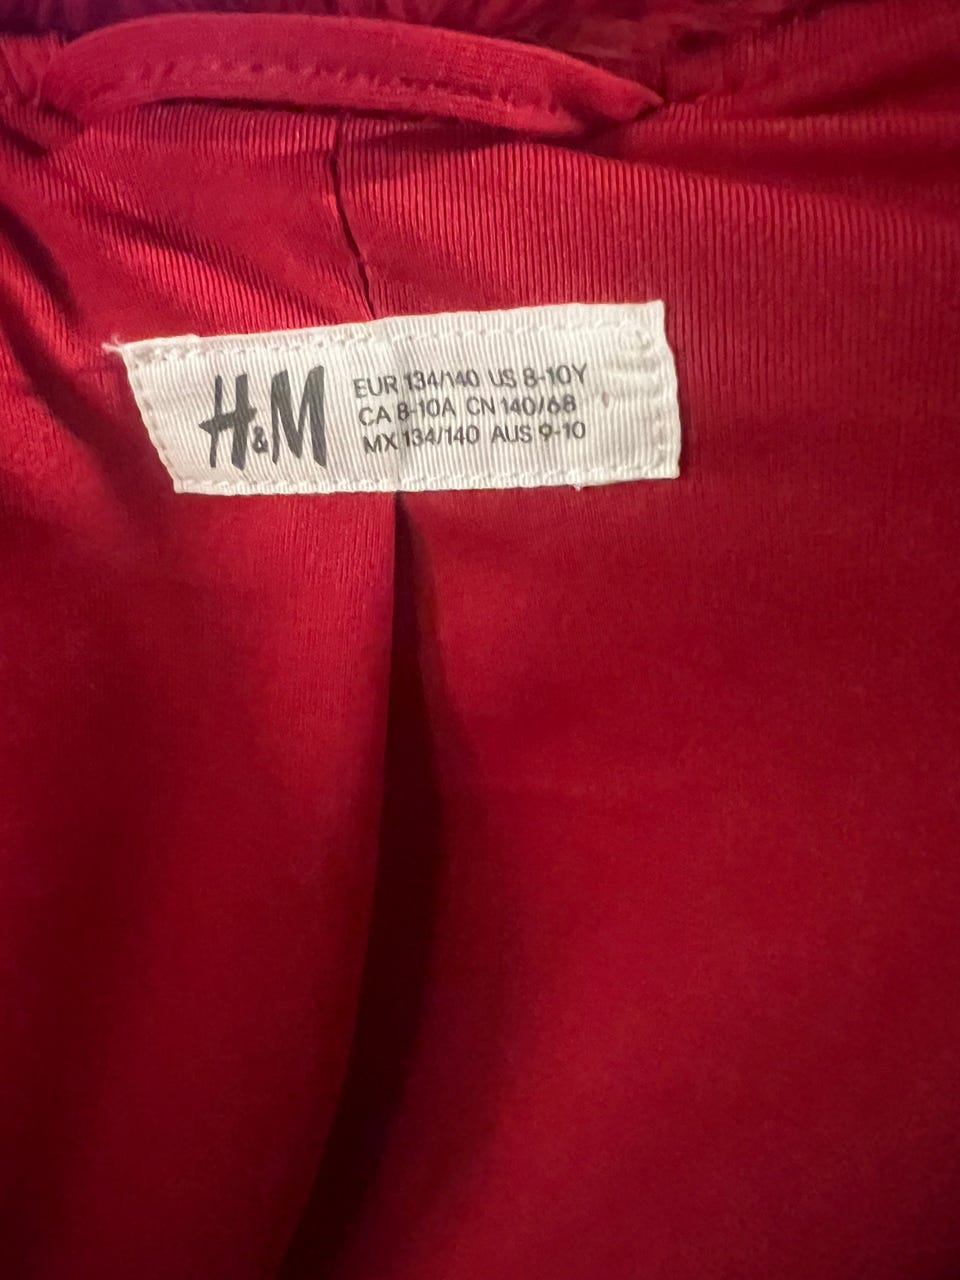 H&M
EUR 134/140 US 8-10Y
CA 8-10A CN 140/68
MX 134/140 AUS 9-10